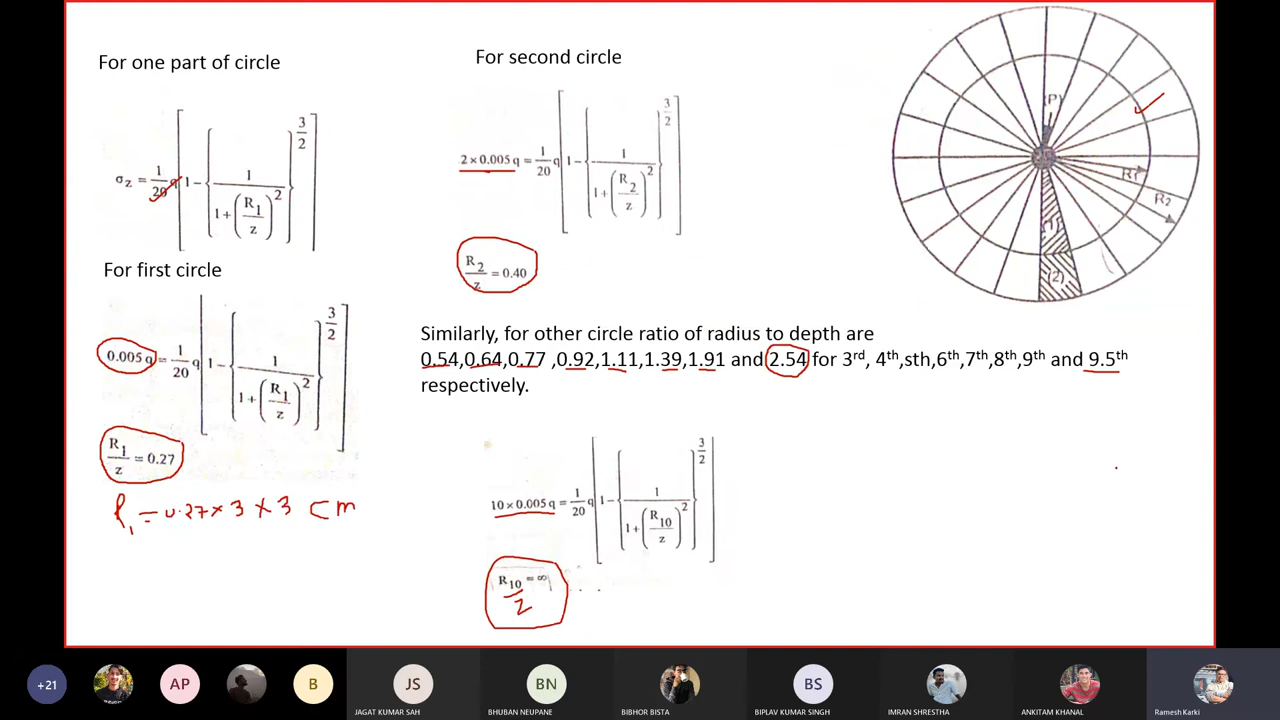 For one part of circle
σz = 1/20 q [1 - {1/(1+(R1/z)^2)}^3/2]
For first circle
0.005 q = 1/20 q [1 - {1/(1+(R1/z)^2)}^3/2]
R1/z = 0.27
R1 = 0.27 × 3 × 3 cm
For second circle
2 × 0.005 q = 1/20 q [1 - {1/(1+(R2/z)^2)}^3/2]
R2/z = 0.40
Similarly, for other circle ratio of radius to depth are
0.54,0.64,0.77 ,0.92,1.11,1.39,1.91 and 2.54 for 3rd, 4th,sth,6th,7th,8th,9th and 9.5th
respectively.
10 × 0.005 q = 1/20 q [1 - {1/(1+(R10/z)^2)}^3/2]
R10/z = ∞
(P)
R1
R2
(1)
(2)
+21
AP
B
JS
JAGAT KUMAR SAH
BN
BHUBAN NEUPANE
BIBHOR BISTA
BS
BIPLAV KUMAR SINGH
IMRAN SHRESTHA
ANKITAM KHANAL
Ramesh Karki